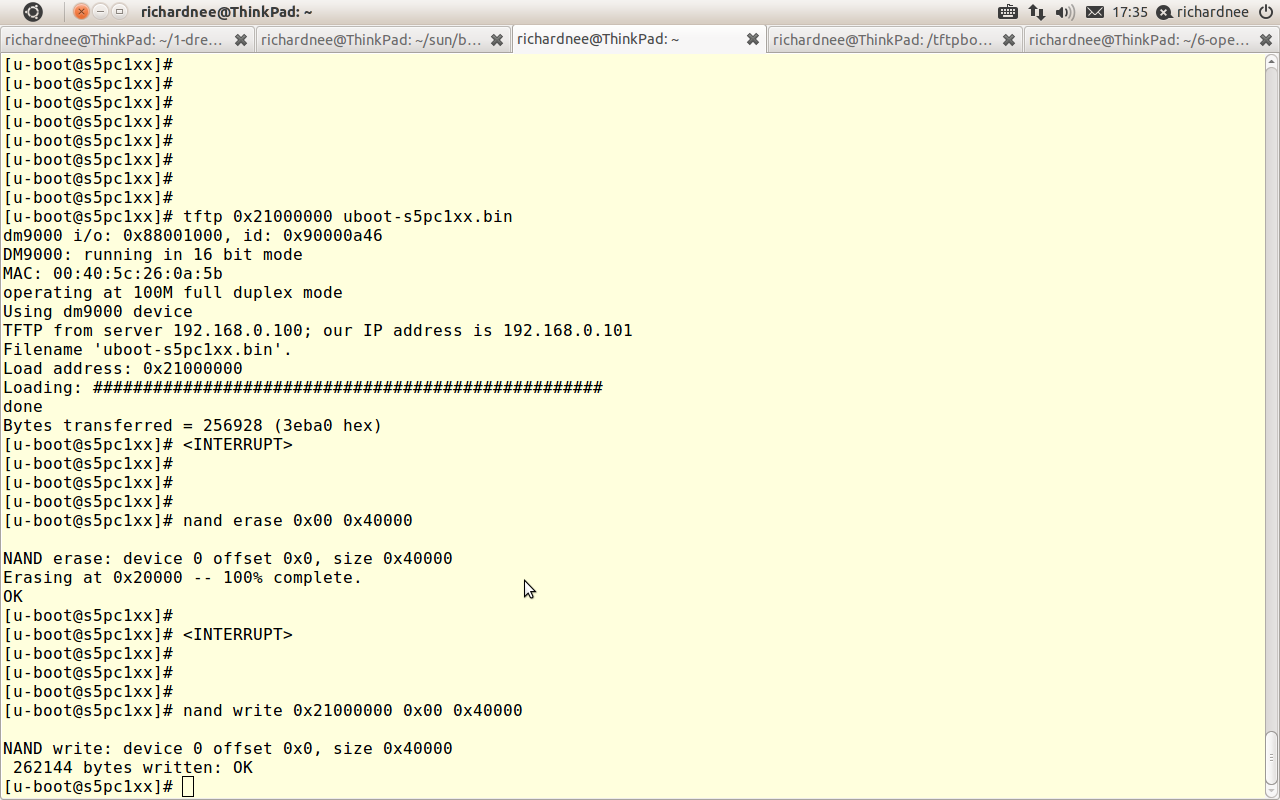 richardnee@ThinkPad: ~
17:35
richardnee
richardnee@ThinkPad: ~/1-dre...
richardnee@ThinkPad: ~/sun/b...
richardnee@ThinkPad: ~
richardnee@ThinkPad: /tftpbo...
richardnee@ThinkPad: ~/6-ope...
[u-boot@s5pc1xx]#
[u-boot@s5pc1xx]#
[u-boot@s5pc1xx]#
[u-boot@s5pc1xx]#
[u-boot@s5pc1xx]#
[u-boot@s5pc1xx]#
[u-boot@s5pc1xx]#
[u-boot@s5pc1xx]#
[u-boot@s5pc1xx]# tftp 0x21000000 uboot-s5pc1xx.bin
dm9000 i/o: 0x88001000, id: 0x90000a46
DM9000: running in 16 bit mode
MAC: 00:40:5c:26:0a:5b
operating at 100M full duplex mode
Using dm9000 device
TFTP from server 192.168.0.100; our IP address is 192.168.0.101
Filename 'uboot-s5pc1xx.bin'.
Load address: 0x21000000
Loading: ###################################################
done
Bytes transferred = 256928 (3eba0 hex)
[u-boot@s5pc1xx]# <INTERRUPT>
[u-boot@s5pc1xx]#
[u-boot@s5pc1xx]#
[u-boot@s5pc1xx]#
[u-boot@s5pc1xx]# nand erase 0x00 0x40000
NAND erase: device 0 offset 0x0, size 0x40000
Erasing at 0x20000 -- 100% complete.
OK
[u-boot@s5pc1xx]#
[u-boot@s5pc1xx]# <INTERRUPT>
[u-boot@s5pc1xx]#
[u-boot@s5pc1xx]#
[u-boot@s5pc1xx]#
[u-boot@s5pc1xx]# nand write 0x21000000 0x00 0x40000
NAND write: device 0 offset 0x0, size 0x40000
262144 bytes written: OK
[u-boot@s5pc1xx]#